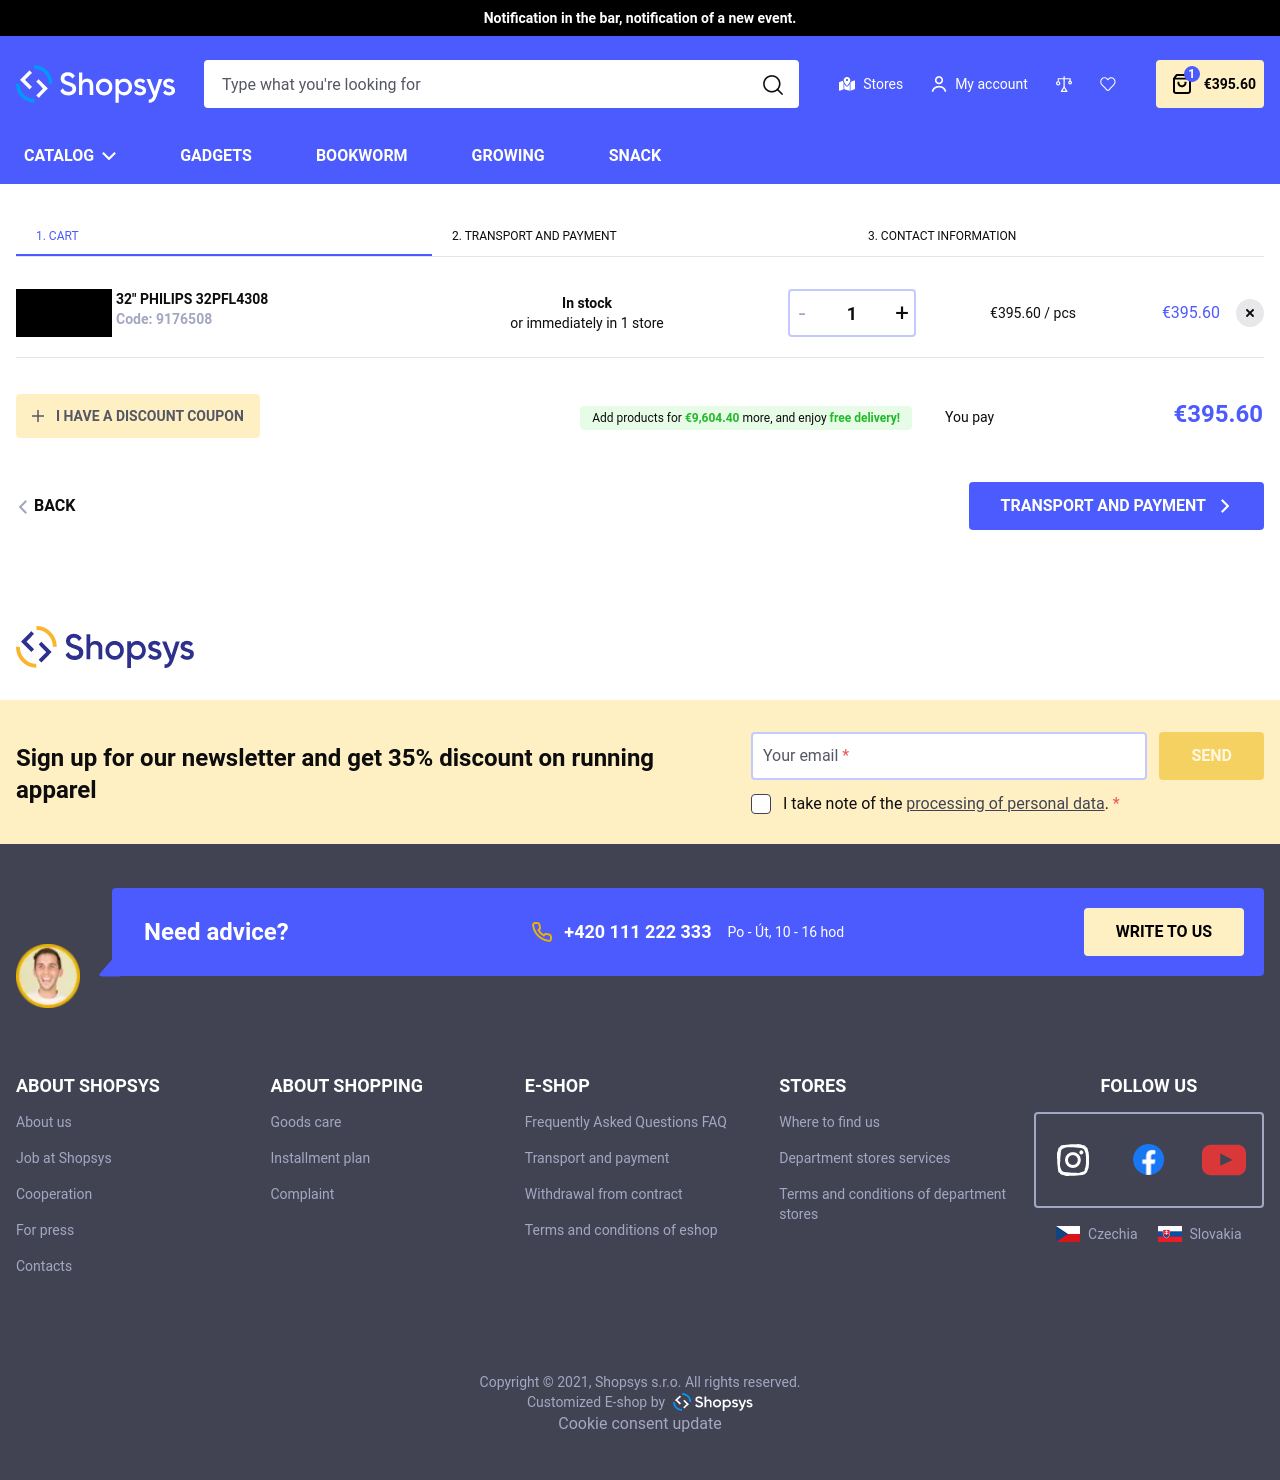 Notification in the bar, notification of a new event.
Shopsys
Type what you're looking for
Stores
My account
1
€395.60
CATALOG
GADGETS
BOOKWORM
GROWING
SNACK
1. CART
2. TRANSPORT AND PAYMENT
3. CONTACT INFORMATION
32" PHILIPS 32PFL4308
Code: 9176508
In stock
or immediately in 1 store
- 1 +
€395.60 / pcs
€395.60
I HAVE A DISCOUNT COUPON
Add products for €9,604.40 more, and enjoy free delivery!
You pay
€395.60
BACK
TRANSPORT AND PAYMENT
Shopsys
Sign up for our newsletter and get 35% discount on running
apparel
Your email *
SEND
I take note of the processing of personal data. *
Need advice?
+420 111 222 333
Po - Út, 10 - 16 hod
WRITE TO US
ABOUT SHOPSYS
About us
Job at Shopsys
Cooperation
For press
Contacts
ABOUT SHOPPING
Goods care
Installment plan
Complaint
E-SHOP
Frequently Asked Questions FAQ
Transport and payment
Withdrawal from contract
Terms and conditions of eshop
STORES
Where to find us
Department stores services
Terms and conditions of department
stores
FOLLOW US
Czechia
Slovakia
Copyright © 2021, Shopsys s.r.o. All rights reserved.
Customized E-shop by Shopsys
Cookie consent update